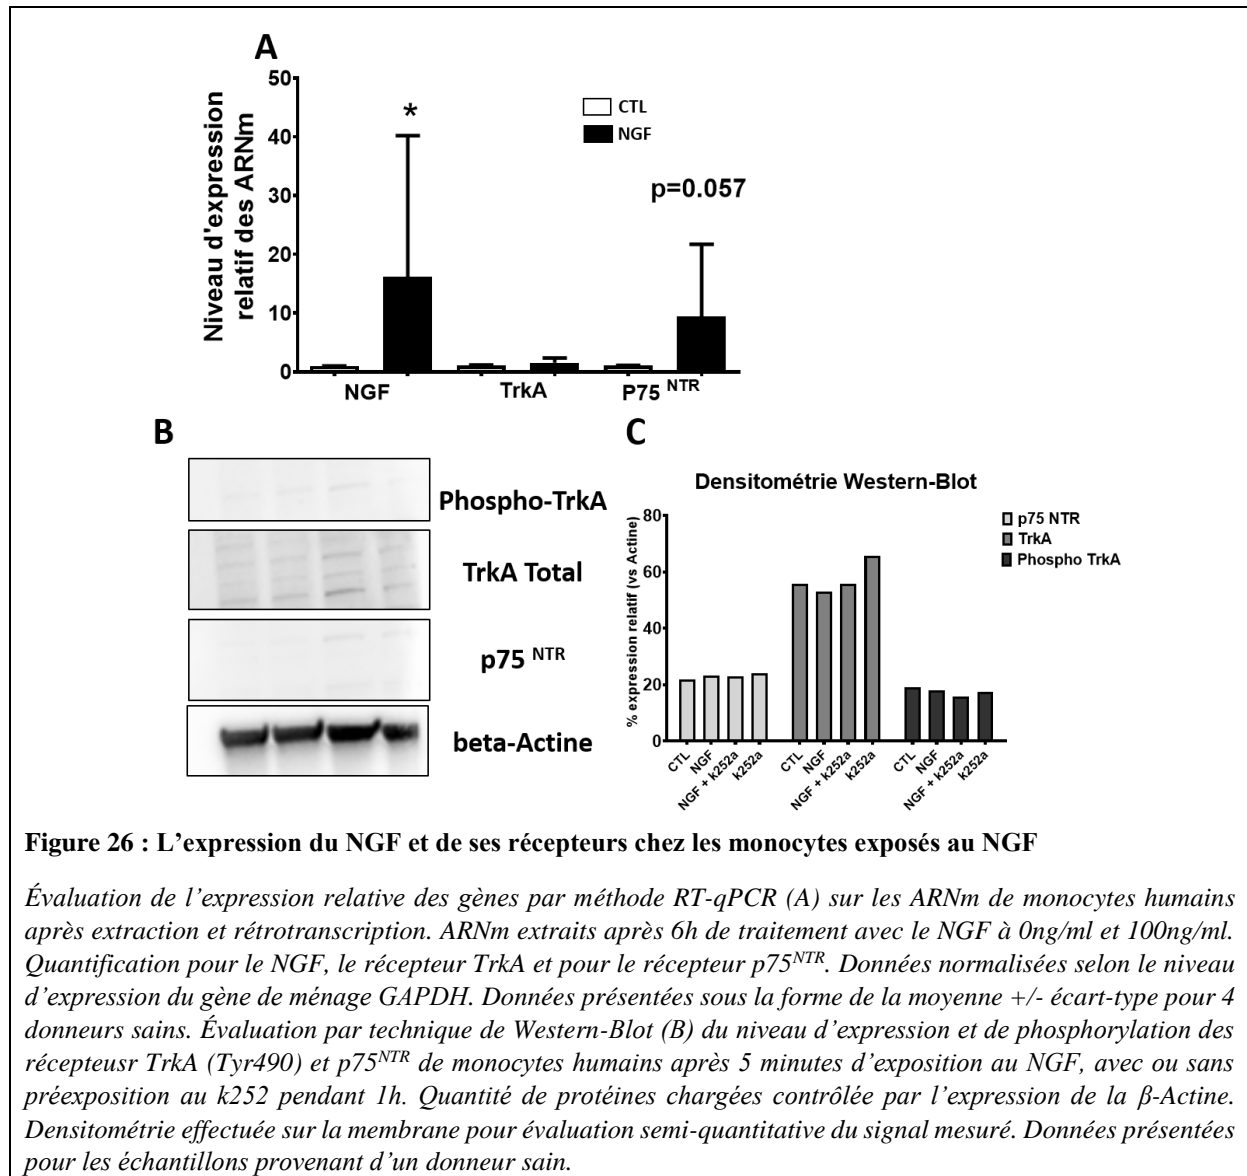 A
50
40
30
20
10
0
Niveau d'expression
relatif des ARNm
*
CTL
NGF
p=0.057
NGF
TrkA
P75 NTR
B
Phospho-TrkA
TrkA Total
p75 NTR
beta-Actine
C
Densitométrie Western-Blot
% expression relatif (vs Actine)
80
60
40
20
0
p75 NTR
TrkA
Phospho TrkA
CTL
NGF
NGF + k252a
k252a
CTL
NGF
NGF + k252a
k252a
CTL
NGF
NGF + k252a
k252a
Figure 26 : L’expression du NGF et de ses récepteurs chez les monocytes exposés au NGF
Évaluation de l’expression relative des gènes par méthode RT-qPCR (A) sur les ARNm de monocytes humains
après extraction et rétrotranscription. ARNm extraits après 6h de traitement avec le NGF à 0ng/ml et 100ng/ml.
Quantification pour le NGF, le récepteur TrkA et pour le récepteur p75NTR. Données normalisées selon le niveau
d’expression du gène de ménage GAPDH. Données présentées sous la forme de la moyenne +/- écart-type pour 4
donneurs sains. Évaluation par technique de Western-Blot (B) du niveau d’expression et de phosphorylation des
récepteusr TrkA (Tyr490) et p75NTR de monocytes humains après 5 minutes d’exposition au NGF, avec ou sans
préexposition au k252 pendant 1h. Quantité de protéines chargées contrôlée par l’expression de la β-Actine.
Densitométrie effectuée sur la membrane pour évaluation semi-quantitative du signal mesuré. Données présentées
pour les échantillons provenant d’un donneur sain.